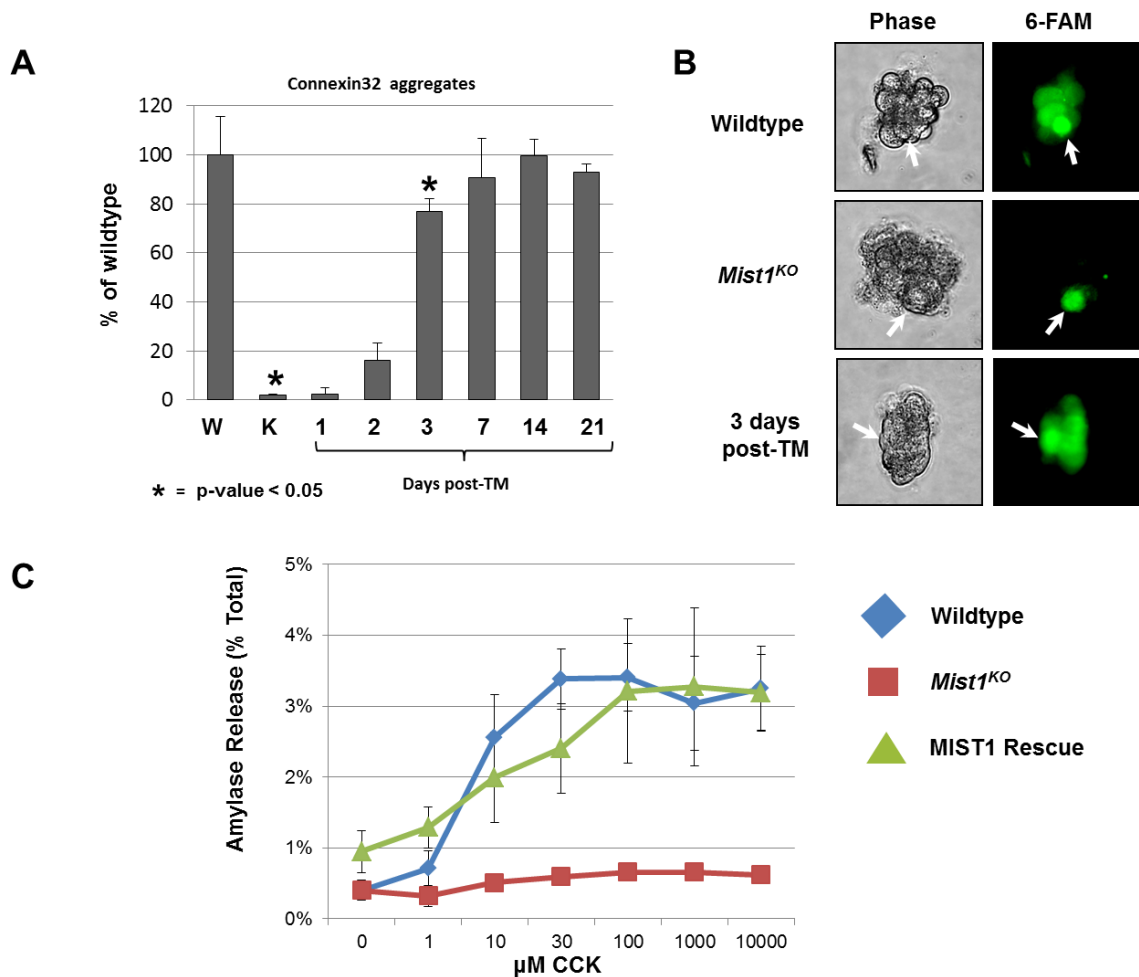 A
Connexin32 aggregates
% of wildtype
120
100
80
60
40
20
0
*
*
W K 1 2 3 7 14 21
Days post-TM
* = p-value < 0.05
B
Phase 6-FAM
Wildtype
Mist1KO
3 days
post-TM
C
Amylase Release (% Total)
5%
4%
3%
2%
1%
0%
0 1 10 30 100 1000 10000
µM CCK
Wildtype
Mist1KO
MIST1 Rescue